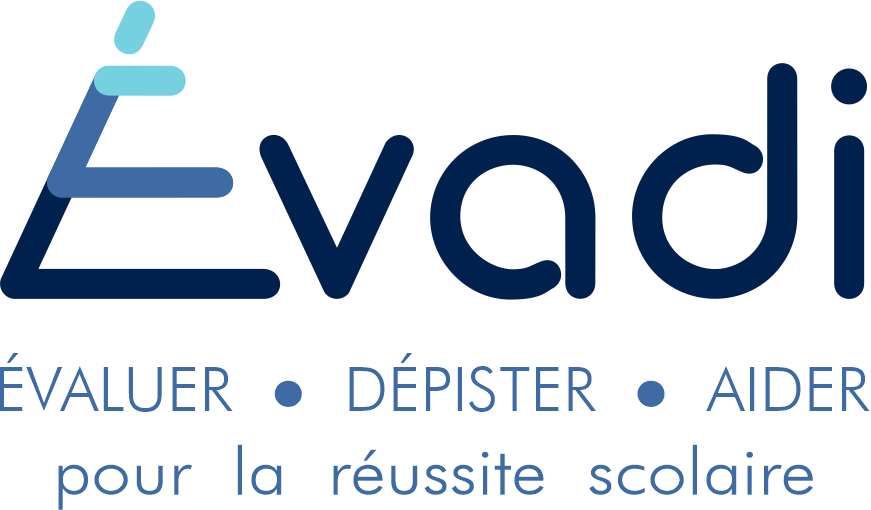 Évadi
ÉVALUER • DÉPISTER • AIDER
pour la réussite scolaire